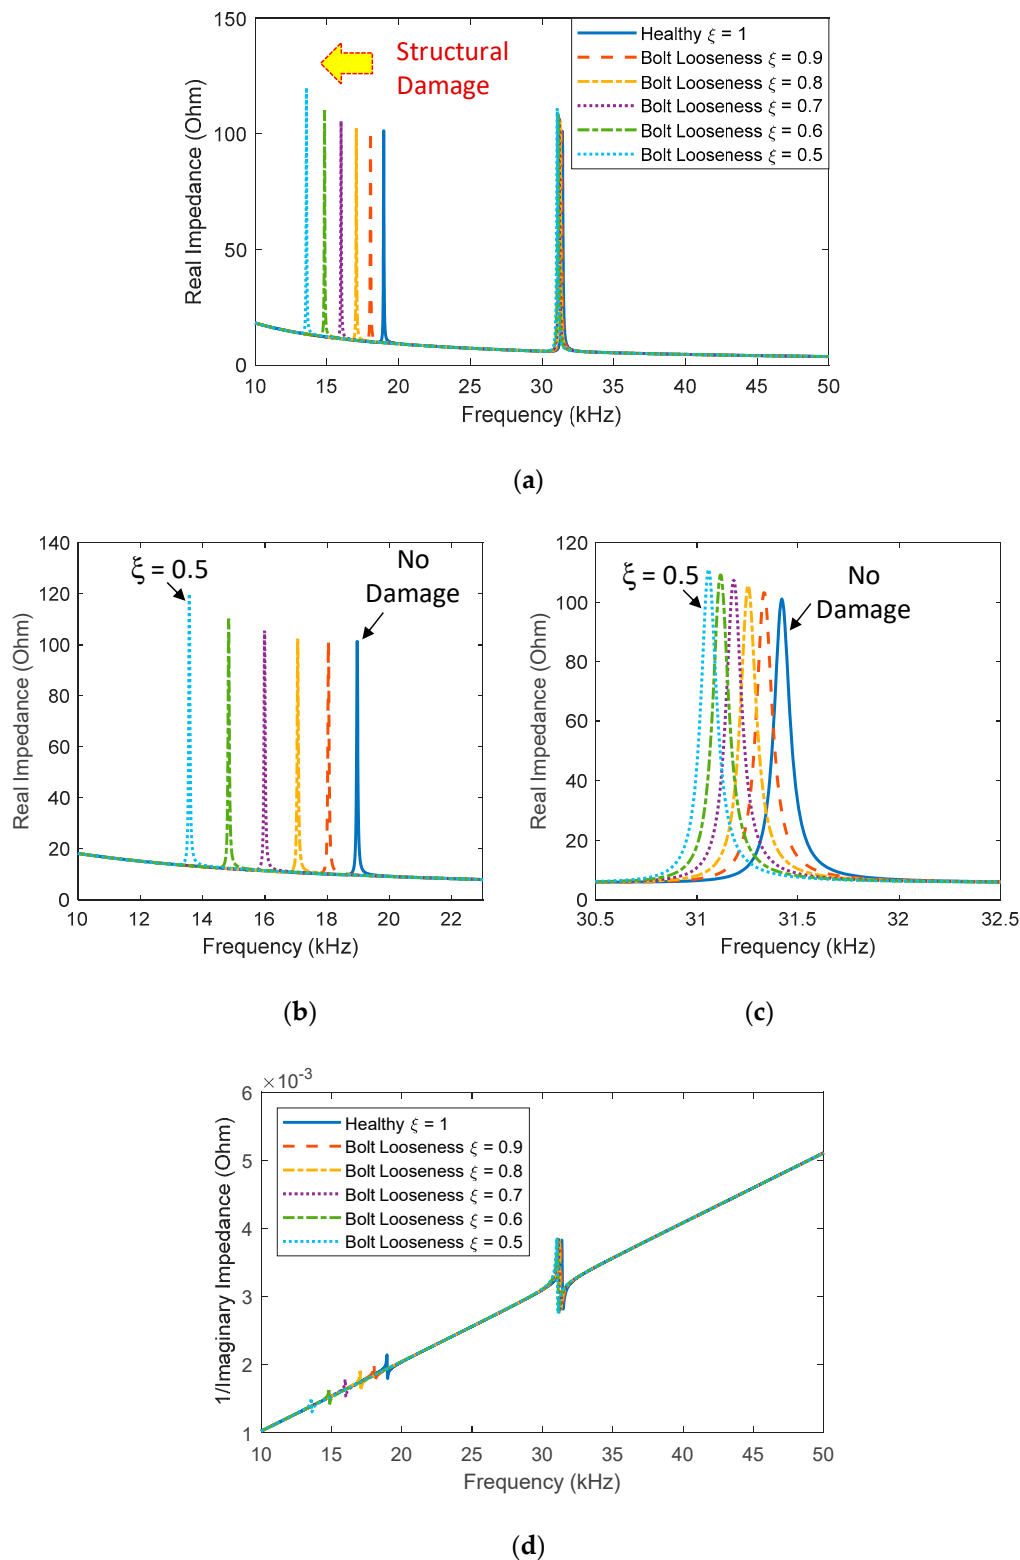 150
100
50
0
10 15 20 25 30 35 40 45 50
Real Impedance (Ohm)
Frequency (kHz)
Structural
Damage
Healthy ξ = 1
Bolt Looseness ξ = 0.9
Bolt Looseness ξ = 0.8
Bolt Looseness ξ = 0.7
Bolt Looseness ξ = 0.6
Bolt Looseness ξ = 0.5
(a)
140
120
100
80
60
40
20
0
10 12 14 16 18 20 22
Real Impedance (Ohm)
Frequency (kHz)
ξ = 0.5
No
Damage
(b)
120
100
80
60
40
20
0
30.5 31 31.5 32 32.5
Real Impedance (Ohm)
Frequency (kHz)
ξ = 0.5
No
Damage
(c)
×10⁻³
6
5
4
3
2
1
10 15 20 25 30 35 40 45 50
1/Imaginary Impedance (Ohm)
Frequency (kHz)
Healthy ξ = 1
Bolt Looseness ξ = 0.9
Bolt Looseness ξ = 0.8
Bolt Looseness ξ = 0.7
Bolt Looseness ξ = 0.6
Bolt Looseness ξ = 0.5
(d)